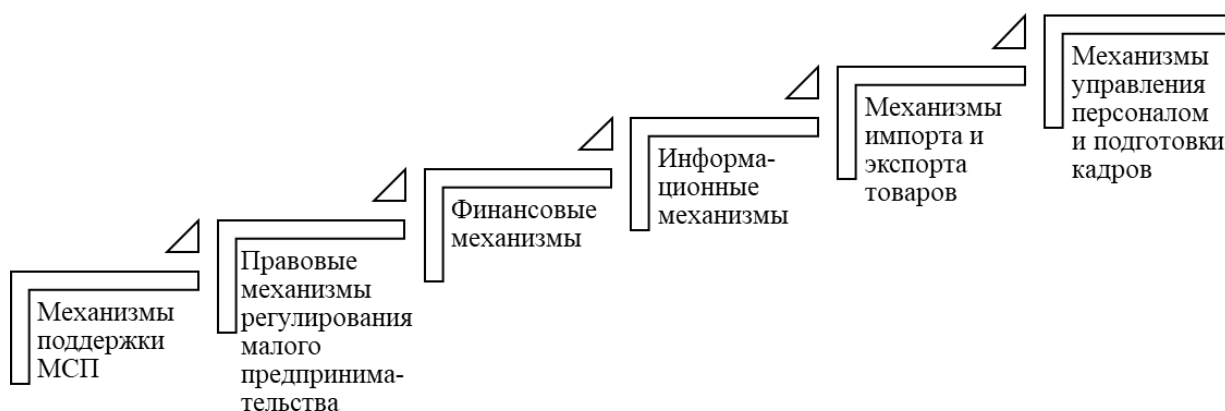 Механизмы
поддержки
МСП
Правовые
механизмы
регулирования
малого
предпринима-
тельства
Финансовые
механизмы
Информа-
ционные
механизмы
Механизмы
импорта и
экспорта
товаров
Механизмы
управления
персоналом
и подготовки
кадров